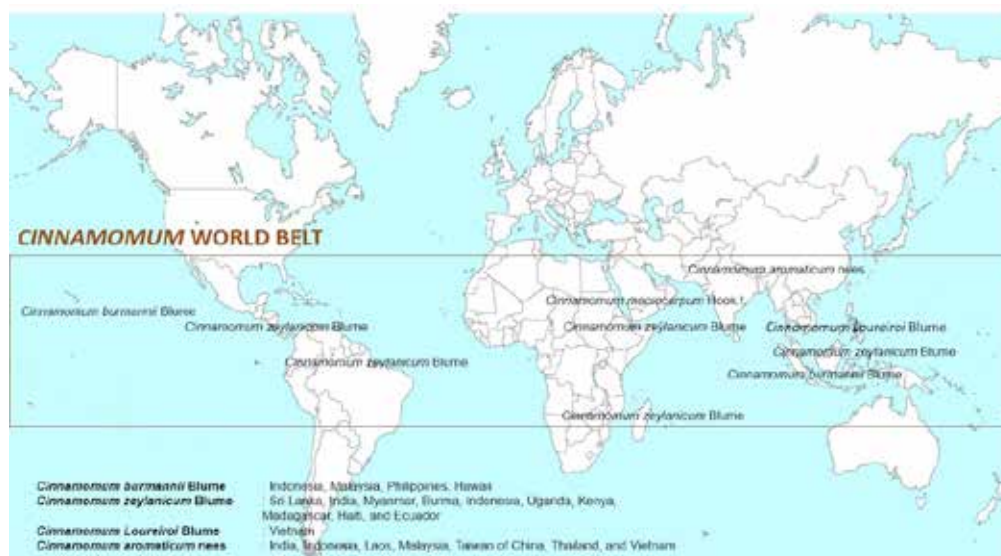 CINNAMOMUM WORLD BELT
Cinnamomum aromaticum nees
Cinnamomum burmannii Blume
Cinnamomum Hook.f.
Cinnamomum zeylanicum Blume
Cinnamomum zeylanicum Blume
Cinnamomum Loureiroi Blume
Cinnamomum zeylanicum Blume
Cinnamomum zeylanicum Blume
Cinnamomum burmannii Blume
Cinnamomum zeylanicum Blume
Cinnamomum burmannii Blume : Indonesia, Malaysia, Philippines, Hawaii
Cinnamomum zeylanicum Blume : Sri Lanka, India, Myanmar, Burma, Indonesia, Uganda, Kenya,
Madagascar, Haiti, and Ecuador
Cinnamomum Loureiroi Blume : Vietnam
Cinnamomum aromaticum nees : India, Indonesia, Laos, Malaysia, Taiwan of China, Thailand, and Vietnam